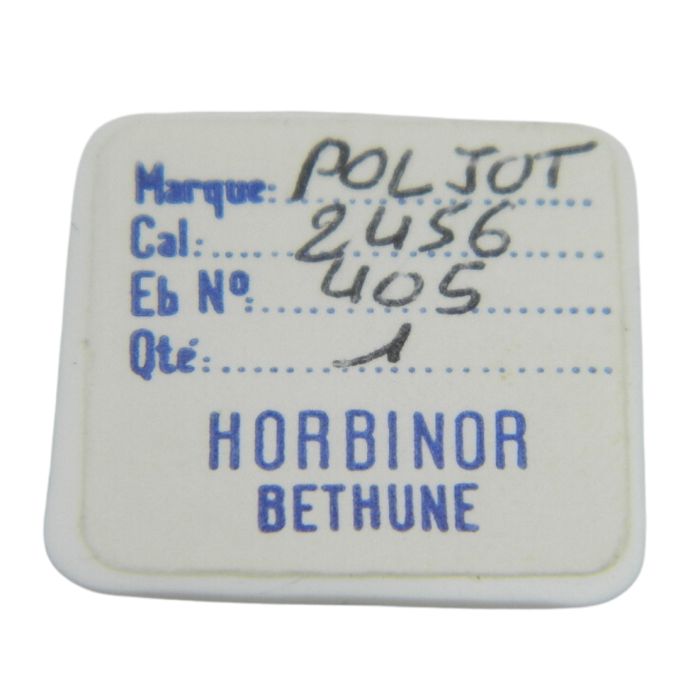 Marque: POLJOT
Cal: 2456
Eb Nº: 405
Qté: 1
HORBINOR
BETHUNE